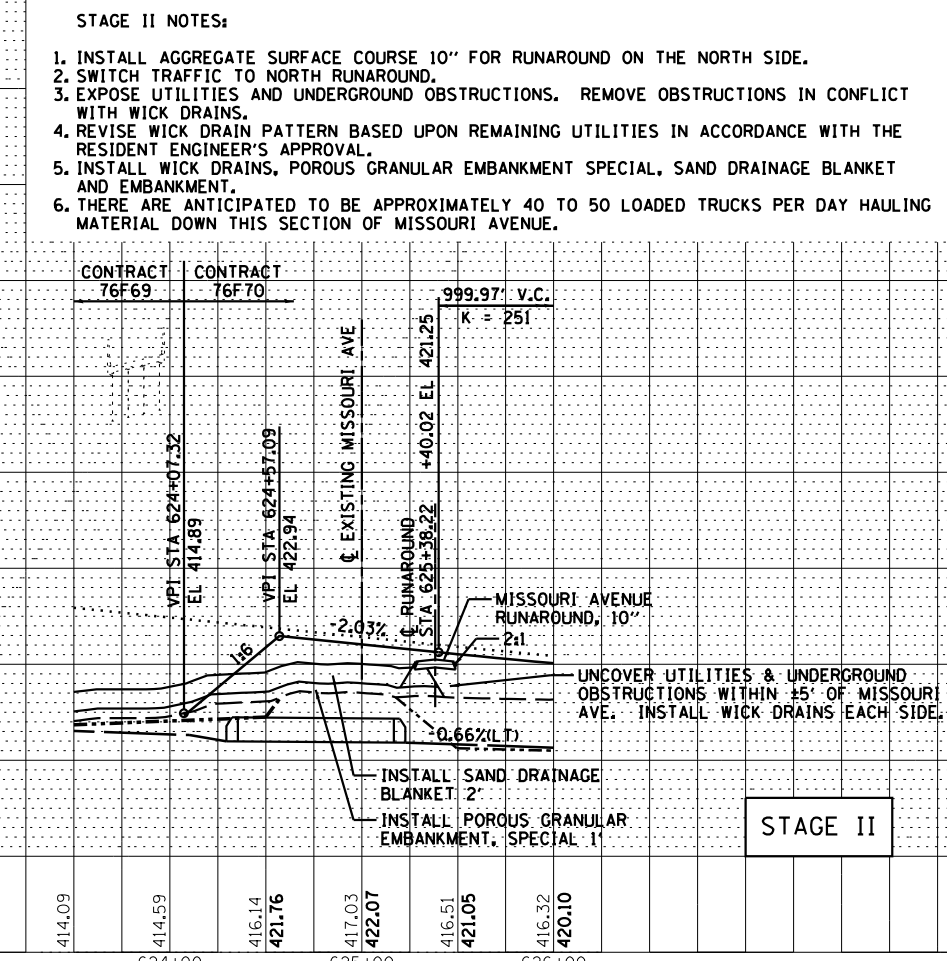 STAGE II NOTES:
1. INSTALL AGGREGATE SURFACE COURSE 10" FOR RUNAROUND ON THE NORTH SIDE.
2. SWITCH TRAFFIC TO NORTH RUNAROUND.
3. EXPOSE UTILITIES AND UNDERGROUND OBSTRUCTIONS. REMOVE OBSTRUCTIONS IN CONFLICT
WITH WICK DRAINS.
4. REVISE WICK DRAIN PATTERN BASED UPON REMAINING UTILITIES IN ACCORDANCE WITH THE
RESIDENT ENGINEER'S APPROVAL.
5. INSTALL WICK DRAINS, POROUS GRANULAR EMBANKMENT SPECIAL, SAND DRAINAGE BLANKET
AND EMBANKMENT.
6. THERE ARE ANTICIPATED TO BE APPROXIMATELY 40 TO 50 LOADED TRUCKS PER DAY HAULING
MATERIAL DOWN THIS SECTION OF MISSOURI AVENUE.
CONTRACT
76F69
CONTRACT
76F70
999.97' V.C.
K = 251
VPI STA 624+07.32
EL 414.89
VPI STA 624+57.09
EL 422.94
℄ EXISTING MISSOURI AVE
℄ RUNAROUND
STA 625+38.22
+40.02 EL 421.25
1:6
-2.03%
MISSOURI AVENUE
RUNAROUND, 10"
2:1
UNCOVER UTILITIES & UNDERGROUND
OBSTRUCTIONS WITHIN ±5' OF MISSOURI
AVE. INSTALL WICK DRAINS EACH SIDE.
-0.66%(LT)
INSTALL SAND DRAINAGE
BLANKET 2'
INSTALL POROUS GRANULAR
EMBANKMENT, SPECIAL 1'
STAGE II
414.09
414.59
416.14
421.76
417.03
422.07
416.51
421.05
416.32
420.10
624+00
625+00
626+00